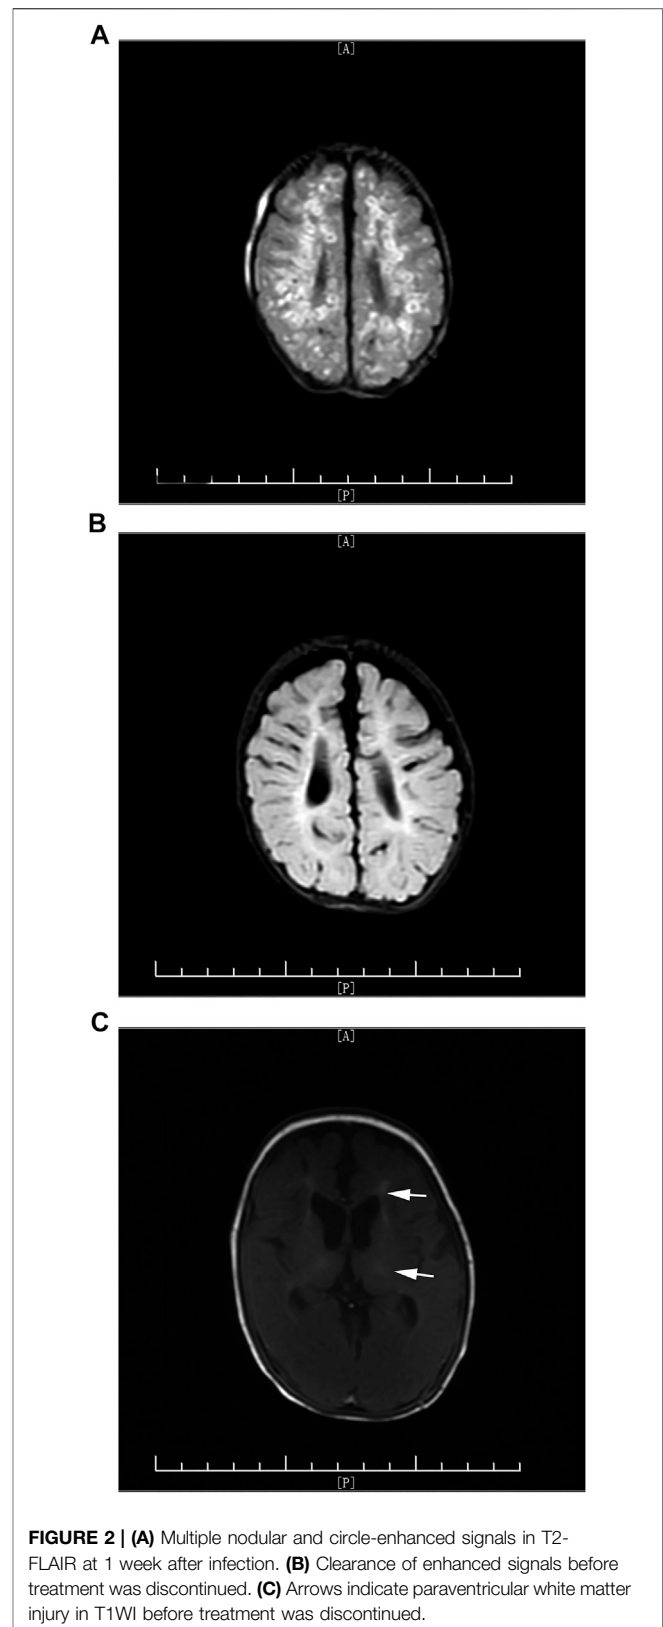 A
[A]
[P]
B
[A]
[P]
C
[A]
[P]
FIGURE 2 | (A) Multiple nodular and circle-enhanced signals in T2-
FLAIR at 1 week after infection. (B) Clearance of enhanced signals before
treatment was discontinued. (C) Arrows indicate paraventricular white matter
injury in T1WI before treatment was discontinued.